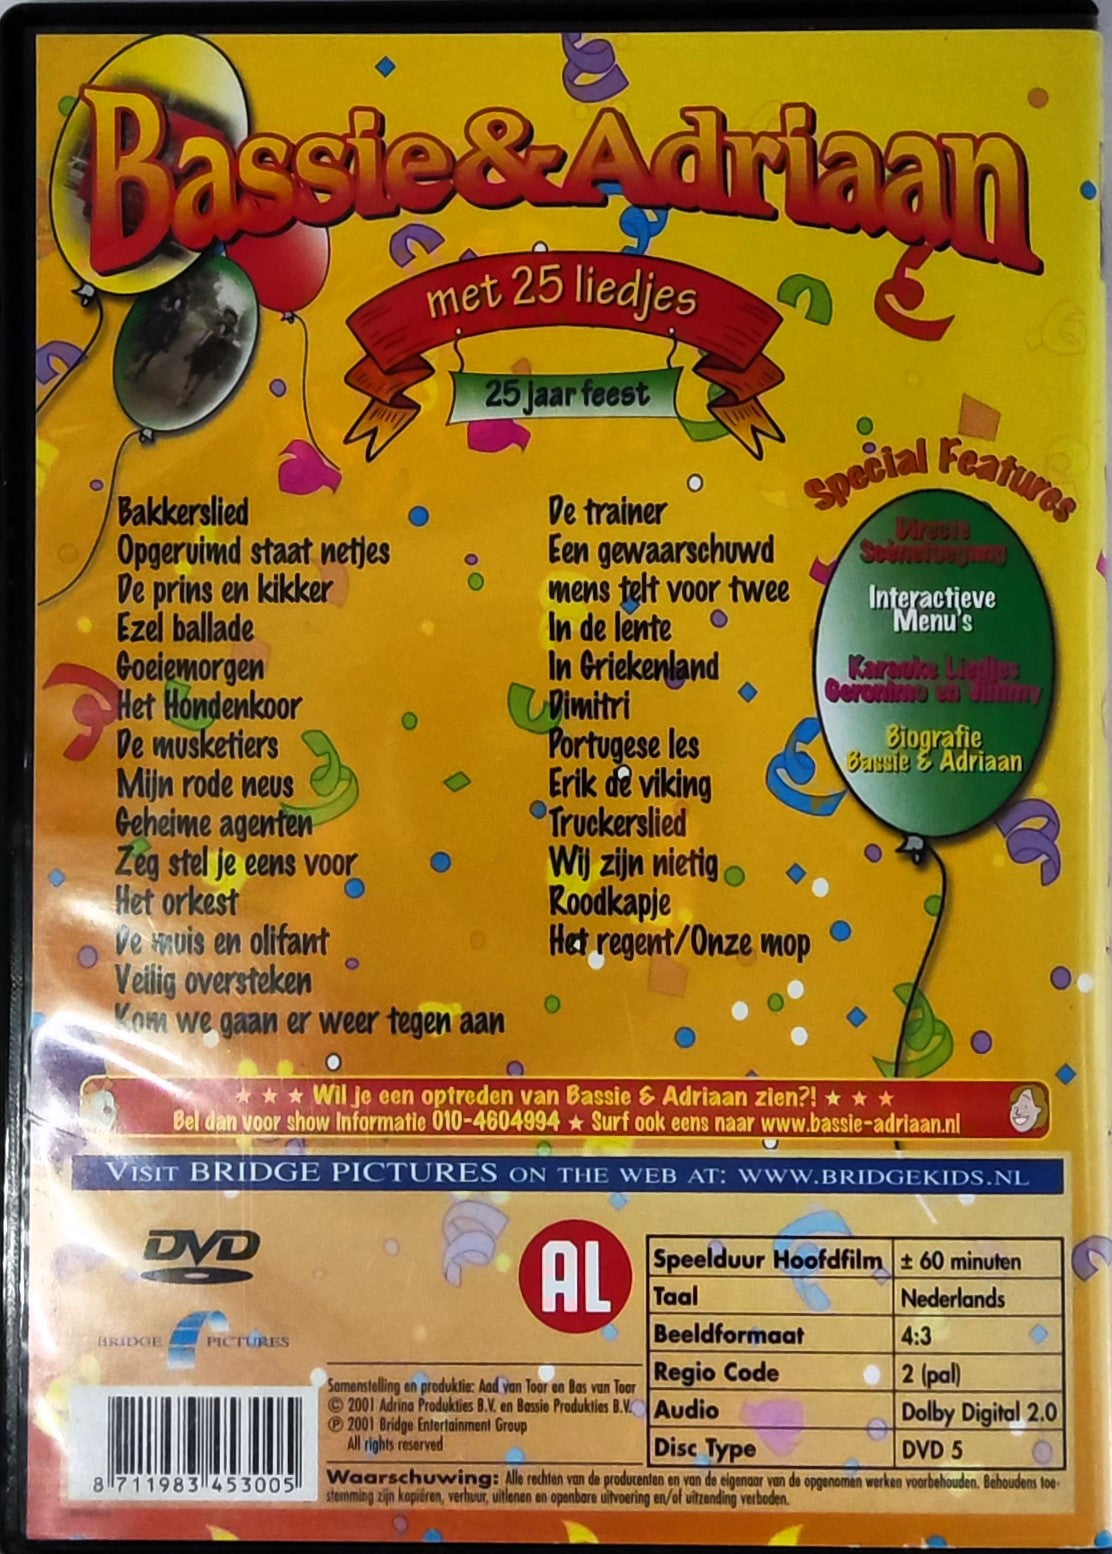 Bassie & Adriaan
met 25 liedjes
25 jaar feest
Bakkerslied
Opgeruimd staat netjes
De prins en kikker
Ezel ballade
Goeiemorgen
Het Hondenkoor
De musketiers
Mijn rode neus
Geheime agenten
Zeg stel je eens voor
Het orkest
De muis en olifant
Veilig oversteken
Kom we gaan er weer tegen aan
De trainer
Een gewaarschuwd
mens telt voor twee
In de lente
In Griekenland
Dimitri
Portugese les
Erik de viking
Truckerslied
Wij zijn nietig
Roodkapje
Het regent/Onze mop
Special Features
Directe
Scenetoegang
Interactieve
Menu's
Karaoke Liedjes
Geronimo en Jimmy
Biografie
Bassie & Adriaan
★ ★ ★ Wil je een optreden van Bassie & Adriaan zien?! ★ ★ ★
Bel dan voor show Informatie 010-4604994 ★ Surf ook eens naar www.bassie-adriaan.nl
Visit BRIDGE PICTURES on the web at: www.bridgekids.nl
DVD
BRIDGE PICTURES
AL
Speelduur Hoofdfilm ± 60 minuten
Taal Nederlands
Beeldformaat 4:3
Regio Code 2 (pal)
Audio Dolby Digital 2.0
Disc Type DVD 5
Samenstelling en produktie: Aad van Toor en Bas van Toor
© 2001 Adrina Produkties B.V. en Bassie Produkties B.V.
℗ 2001 Bridge Entertainment Group
All rights reserved
Waarschuwing: Alle rechten van de producenten en van de eigenaar van de opgenomen werken voorbehouden. Behoudens toe-
stemming zijn kopiëren, verhuur, uitlenen en openbare uitvoering en/of uitzending verboden.
8 711983 453005